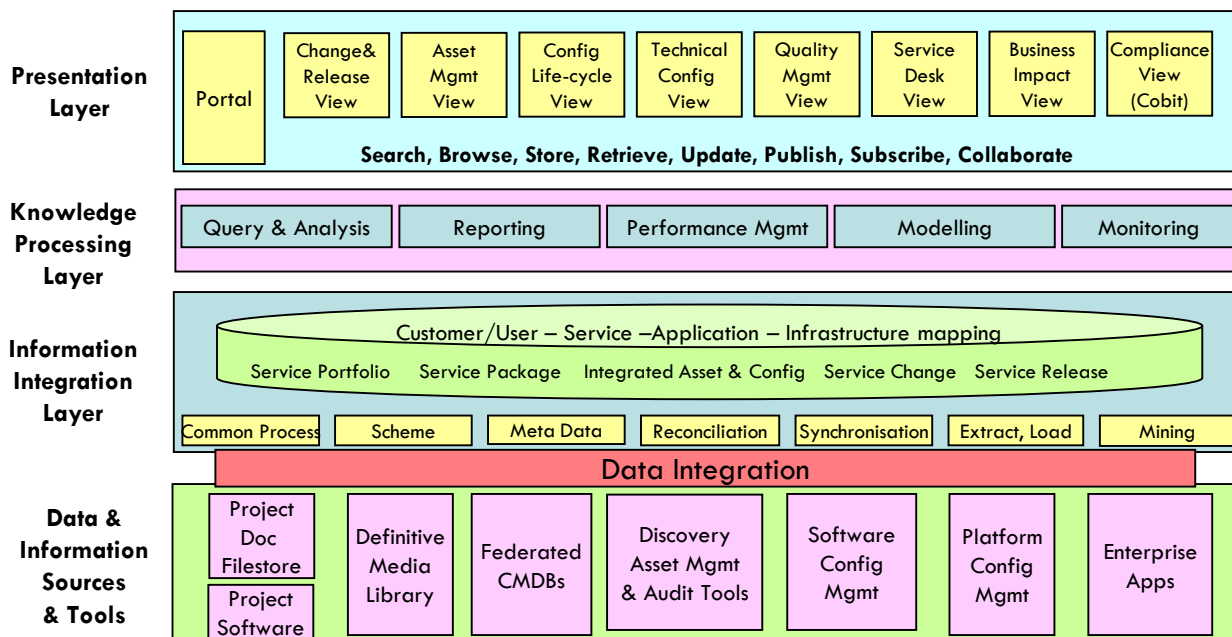 Presentation
Layer
Portal
Change&
Release
View
Asset
Mgmt
View
Config
Life-cycle
View
Technical
Config
View
Quality
Mgmt
View
Service
Desk
View
Business
Impact
View
Compliance
View
(Cobit)
Search, Browse, Store, Retrieve, Update, Publish, Subscribe, Collaborate
Knowledge
Processing
Layer
Query & Analysis
Reporting
Performance Mgmt
Modelling
Monitoring
Information
Integration
Layer
Customer/User – Service –Application – Infrastructure mapping
Service Portfolio
Service Package
Integrated Asset & Config
Service Change
Service Release
Common Process
Scheme
Meta Data
Reconciliation
Synchronisation
Extract, Load
Mining
Data Integration
Data &
Information
Sources
& Tools
Project
Doc
Filestore
Project
Software
Definitive
Media
Library
Federated
CMDBs
Discovery
Asset Mgmt
& Audit Tools
Software
Config
Mgmt
Platform
Config
Mgmt
Enterprise
Apps